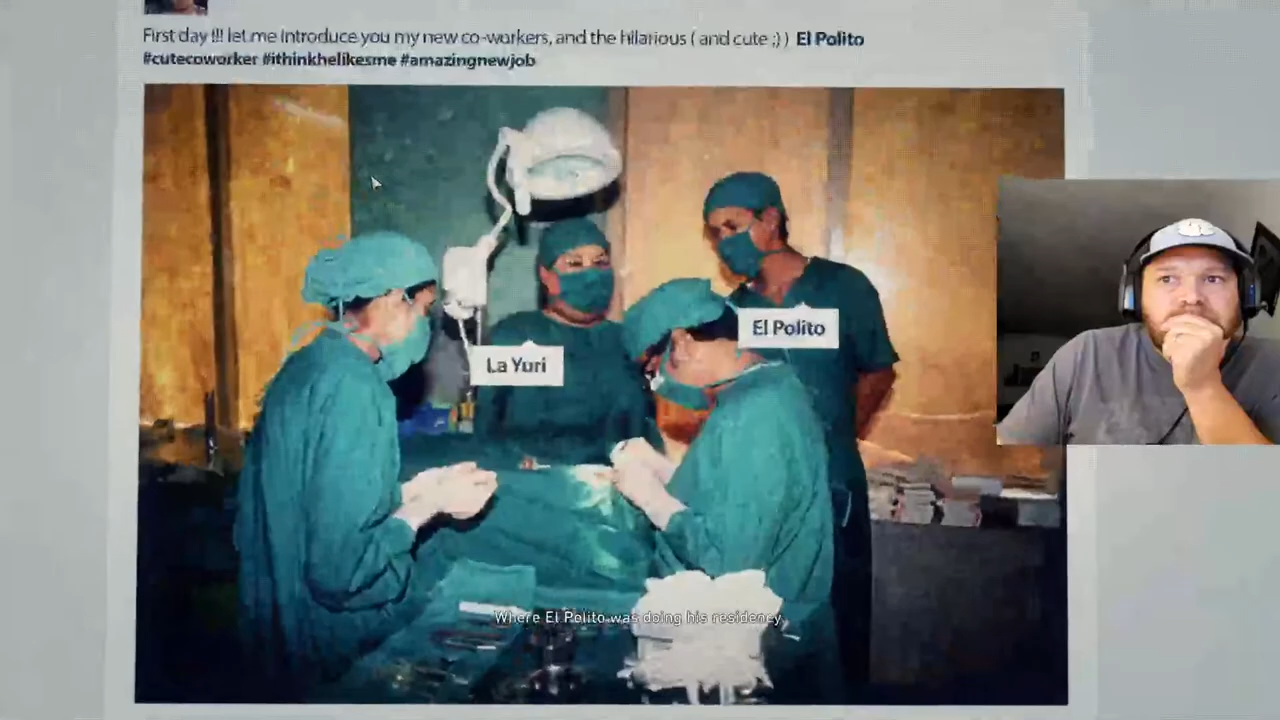 First day !!! let me introduce you my new co-workers, and the hilarious ( and cute ;) ) El Polito
#cutecoworker #ithinkhelikesme #amazingnewjob
El Polito
La Yuri
Where El Polito was doing his residency